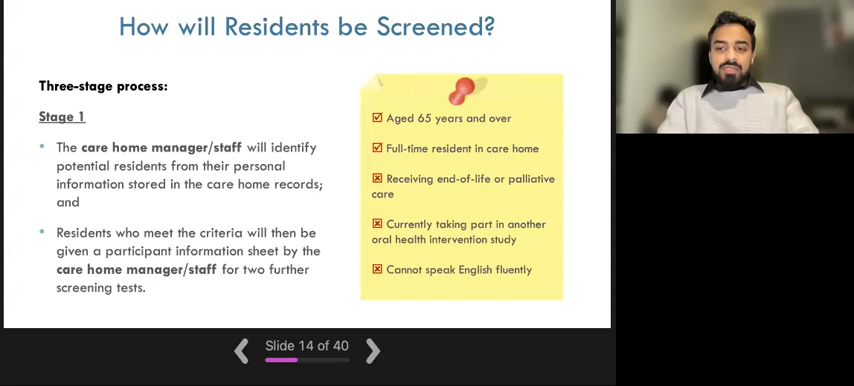 How will Residents be Screened?
Three-stage process:
Stage 1
The care home manager/staff will identify
potential residents from their personal
information stored in the care home records;
and
Residents who meet the criteria will then be
given a participant information sheet by the
care home manager/staff for two further
screening tests.
Aged 65 years and over
Full-time resident in care home
Receiving end-of-life or palliative
care
Currently taking part in another
oral health intervention study
Cannot speak English fluently
Slide 14 of 40